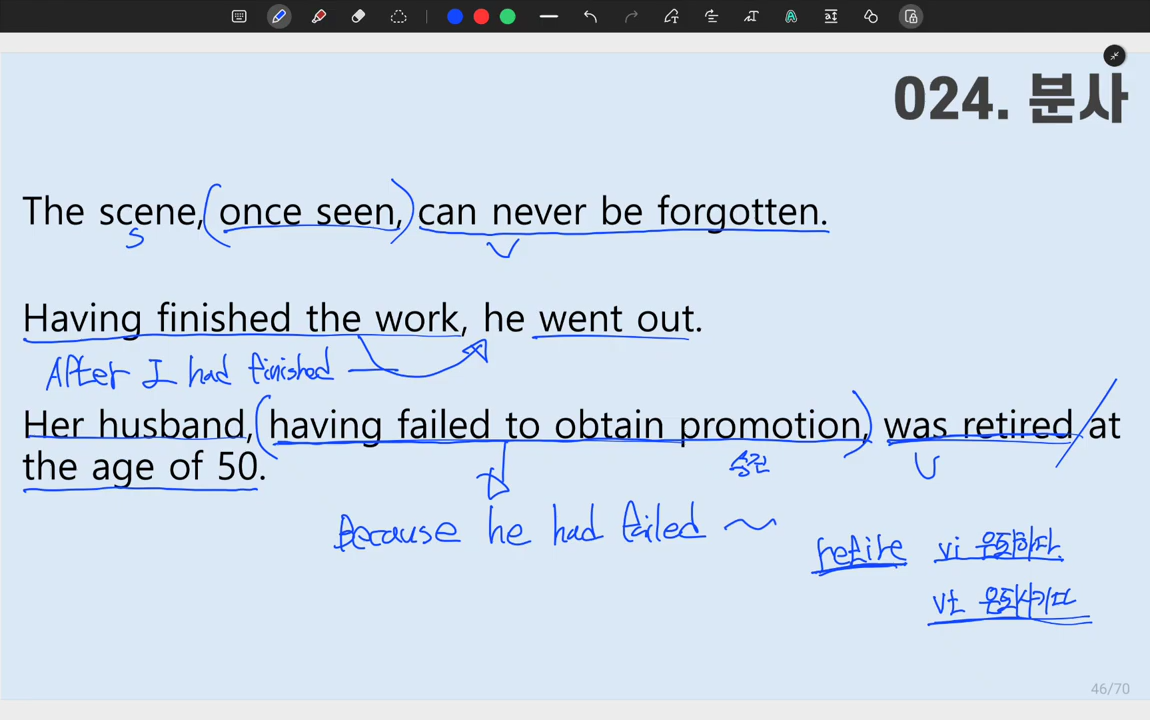 024. 분사
The scene, (once seen,) can never be forgotten.
S
V
Having finished the work, he went out.
After I had finished
Her husband, (having failed to obtain promotion,) was retired / at
the age of 50.
승진
V
Because he had failed ~
retire vi 은퇴하다
vt 은퇴시키다
46/70